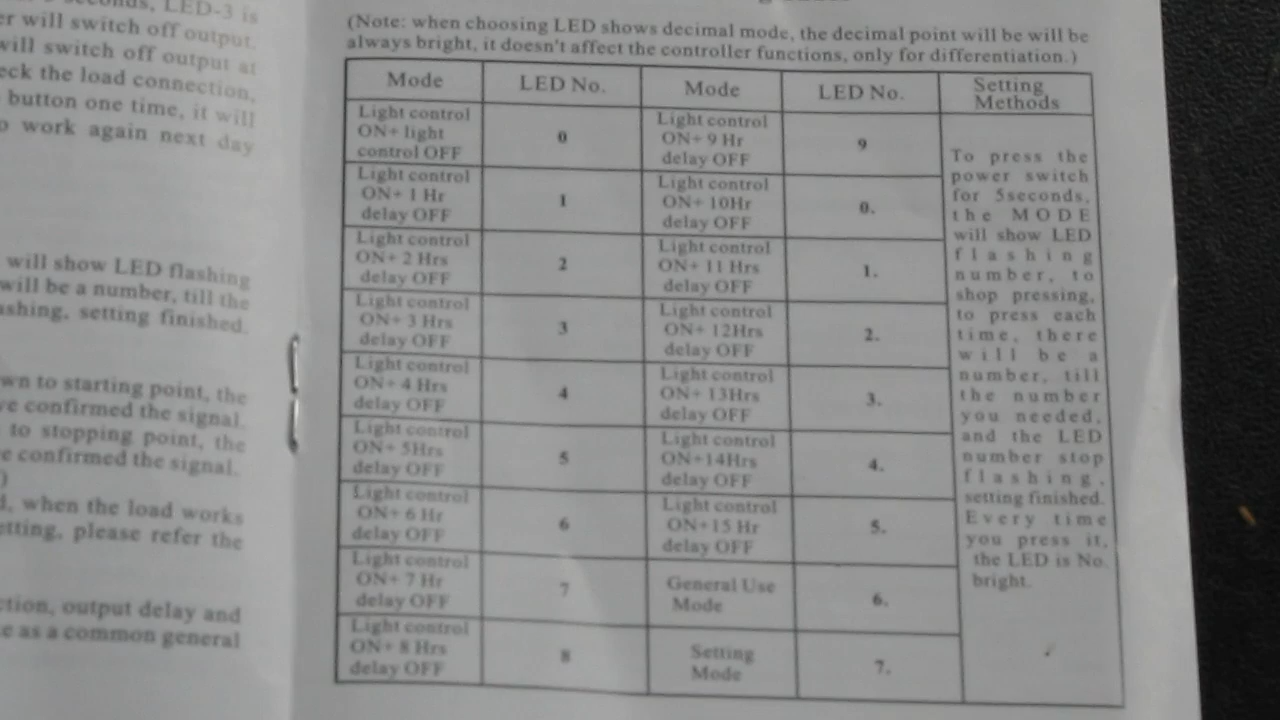 LED-3 is
er will switch off output.
will switch off output at
eck the load connection,
button one time, it will
o work again next day
will show LED flashing
will be a number, till the
ashing, setting finished.
wn to starting point, the
ve confirmed the signal.
to stopping point, the
e confirmed the signal.
)
d, when the load works
etting, please refer the
ction, output delay and
e as a common general
(Note: when choosing LED shows decimal mode, the decimal point will be will be
always bright, it doesn't affect the controller functions, only for differentiation.)
Mode LED No. Mode LED No. Setting
Methods
Light control
ON+ light
control OFF
0
Light control
ON+ 9 Hr
delay OFF
9
Light control
ON+ 1 Hr
delay OFF
1
Light control
ON+ 10Hr
delay OFF
0.
Light control
ON+ 2 Hrs
delay OFF
2
Light control
ON+ 11 Hrs
delay OFF
1.
Light control
ON+ 3 Hrs
delay OFF
3
Light control
ON+ 12Hrs
delay OFF
2.
Light control
ON+ 4 Hrs
delay OFF
4
Light control
ON+ 13Hrs
delay OFF
3.
Light control
ON+ 5Hrs
delay OFF
5
Light control
ON+14Hrs
delay OFF
4.
Light control
ON+ 6 Hr
delay OFF
6
Light control
ON+15 Hr
delay OFF
5.
Light control
ON+ 7 Hr
delay OFF
7
General Use
Mode
6.
Light control
ON+ 8 Hrs
delay OFF
8
Setting
Mode
7.
To press the
power switch
for 5seconds,
the MODE
will show LED
flashing
number, to
shop pressing,
to press each
time, there
will be a
number, till
the number
you needed,
and the LED
number stop
flashing,
setting finished.
Every time
you press it,
the LED is No.
bright.